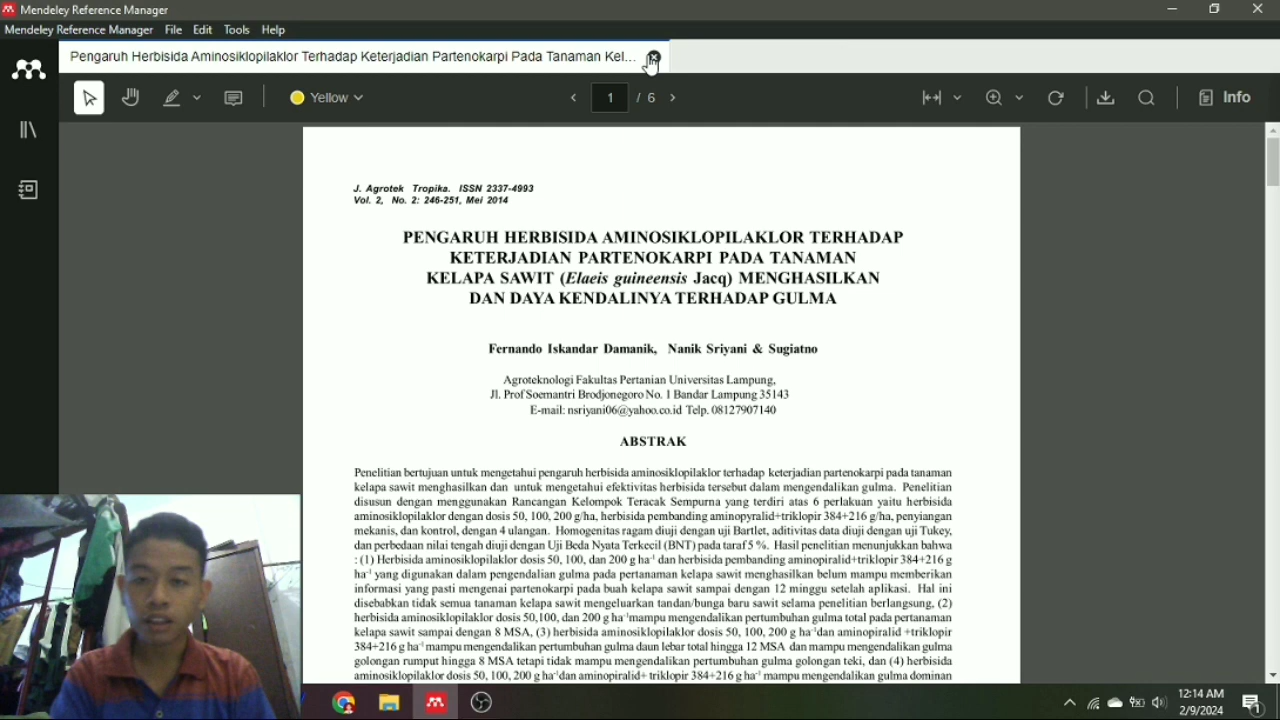 Mendeley Reference Manager
Mendeley Reference Manager File Edit Tools Help
Pengaruh Herbisida Aminosiklopilaklor Terhadap Keterjadian Partenokarpi Pada Tanaman Kel...
Yellow 1 / 6 Info
J. Agrotek Tropika. ISSN 2337-4993
Vol. 2, No. 2: 246-251, Mei 2014
PENGARUH HERBISIDA AMINOSIKLOPILAKLOR TERHADAP
KETERJADIAN PARTENOKARPI PADA TANAMAN
KELAPA SAWIT (Elaeis guineensis Jacq) MENGHASILKAN
DAN DAYA KENDALINYA TERHADAP GULMA
Fernando Iskandar Damanik, Nanik Sriyani & Sugiatno
Agroteknologi Fakultas Pertanian Universitas Lampung,
Jl. Prof Soemantri Brodjonegoro No. 1 Bandar Lampung 35143
E-mail: nsriyani06@yahoo.co.id Telp. 08127907140
ABSTRAK
Penelitian bertujuan untuk mengetahui pengaruh herbisida aminosiklopilaklor terhadap keterjadian partenokarpi pada tanaman
kelapa sawit menghasilkan dan untuk mengetahui efektivitas herbisida tersebut dalam mengendalikan gulma. Penelitian
disusun dengan menggunakan Rancangan Kelompok Teracak Sempurna yang terdiri atas 6 perlakuan yaitu herbisida
aminosiklopilaklor dengan dosis 50, 100, 200 g/ha, herbisida pembanding aminopyralid+triklopir 384+216 g/ha, penyiangan
mekanis, dan kontrol, dengan 4 ulangan. Homogenitas ragam diuji dengan uji Bartlet, aditivitas data diuji dengan uji Tukey,
dan perbedaan nilai tengah diuji dengan Uji Beda Nyata Terkecil (BNT) pada taraf 5 %. Hasil penelitian menunjukkan bahwa
: (1) Herbisida aminosiklopilaklor dosis 50, 100, dan 200 g ha⁻¹ dan herbisida pembanding aminopiralid+triklopir 384+216 g
ha⁻¹ yang digunakan dalam pengendalian gulma pada pertanaman kelapa sawit menghasilkan belum mampu memberikan
informasi yang pasti mengenai partenokarpi pada buah kelapa sawit sampai dengan 12 minggu setelah aplikasi. Hal ini
disebabkan tidak semua tanaman kelapa sawit mengeluarkan tandan/bunga baru sawit selama penelitian berlangsung, (2)
herbisida aminosiklopilaklor dosis 50,100, dan 200 g ha⁻¹mampu mengendalikan pertumbuhan gulma total pada pertanaman
kelapa sawit sampai dengan 8 MSA, (3) herbisida aminosiklopilaklor dosis 50, 100, 200 g ha⁻¹dan aminopiralid +triklopir
384+216 g ha⁻¹ mampu mengendalikan pertumbuhan gulma daun lebar total hingga 12 MSA dan mampu mengendalikan gulma
golongan rumput hingga 8 MSA tetapi tidak mampu mengendalikan pertumbuhan gulma golongan teki, dan (4) herbisida
aminosiklopilaklor dosis 50, 100, 200 g ha⁻¹dan aminopiralid+ triklopir 384+216 g ha⁻¹ mampu mengendalikan gulma dominan
12:14 AM
2/9/2024
1